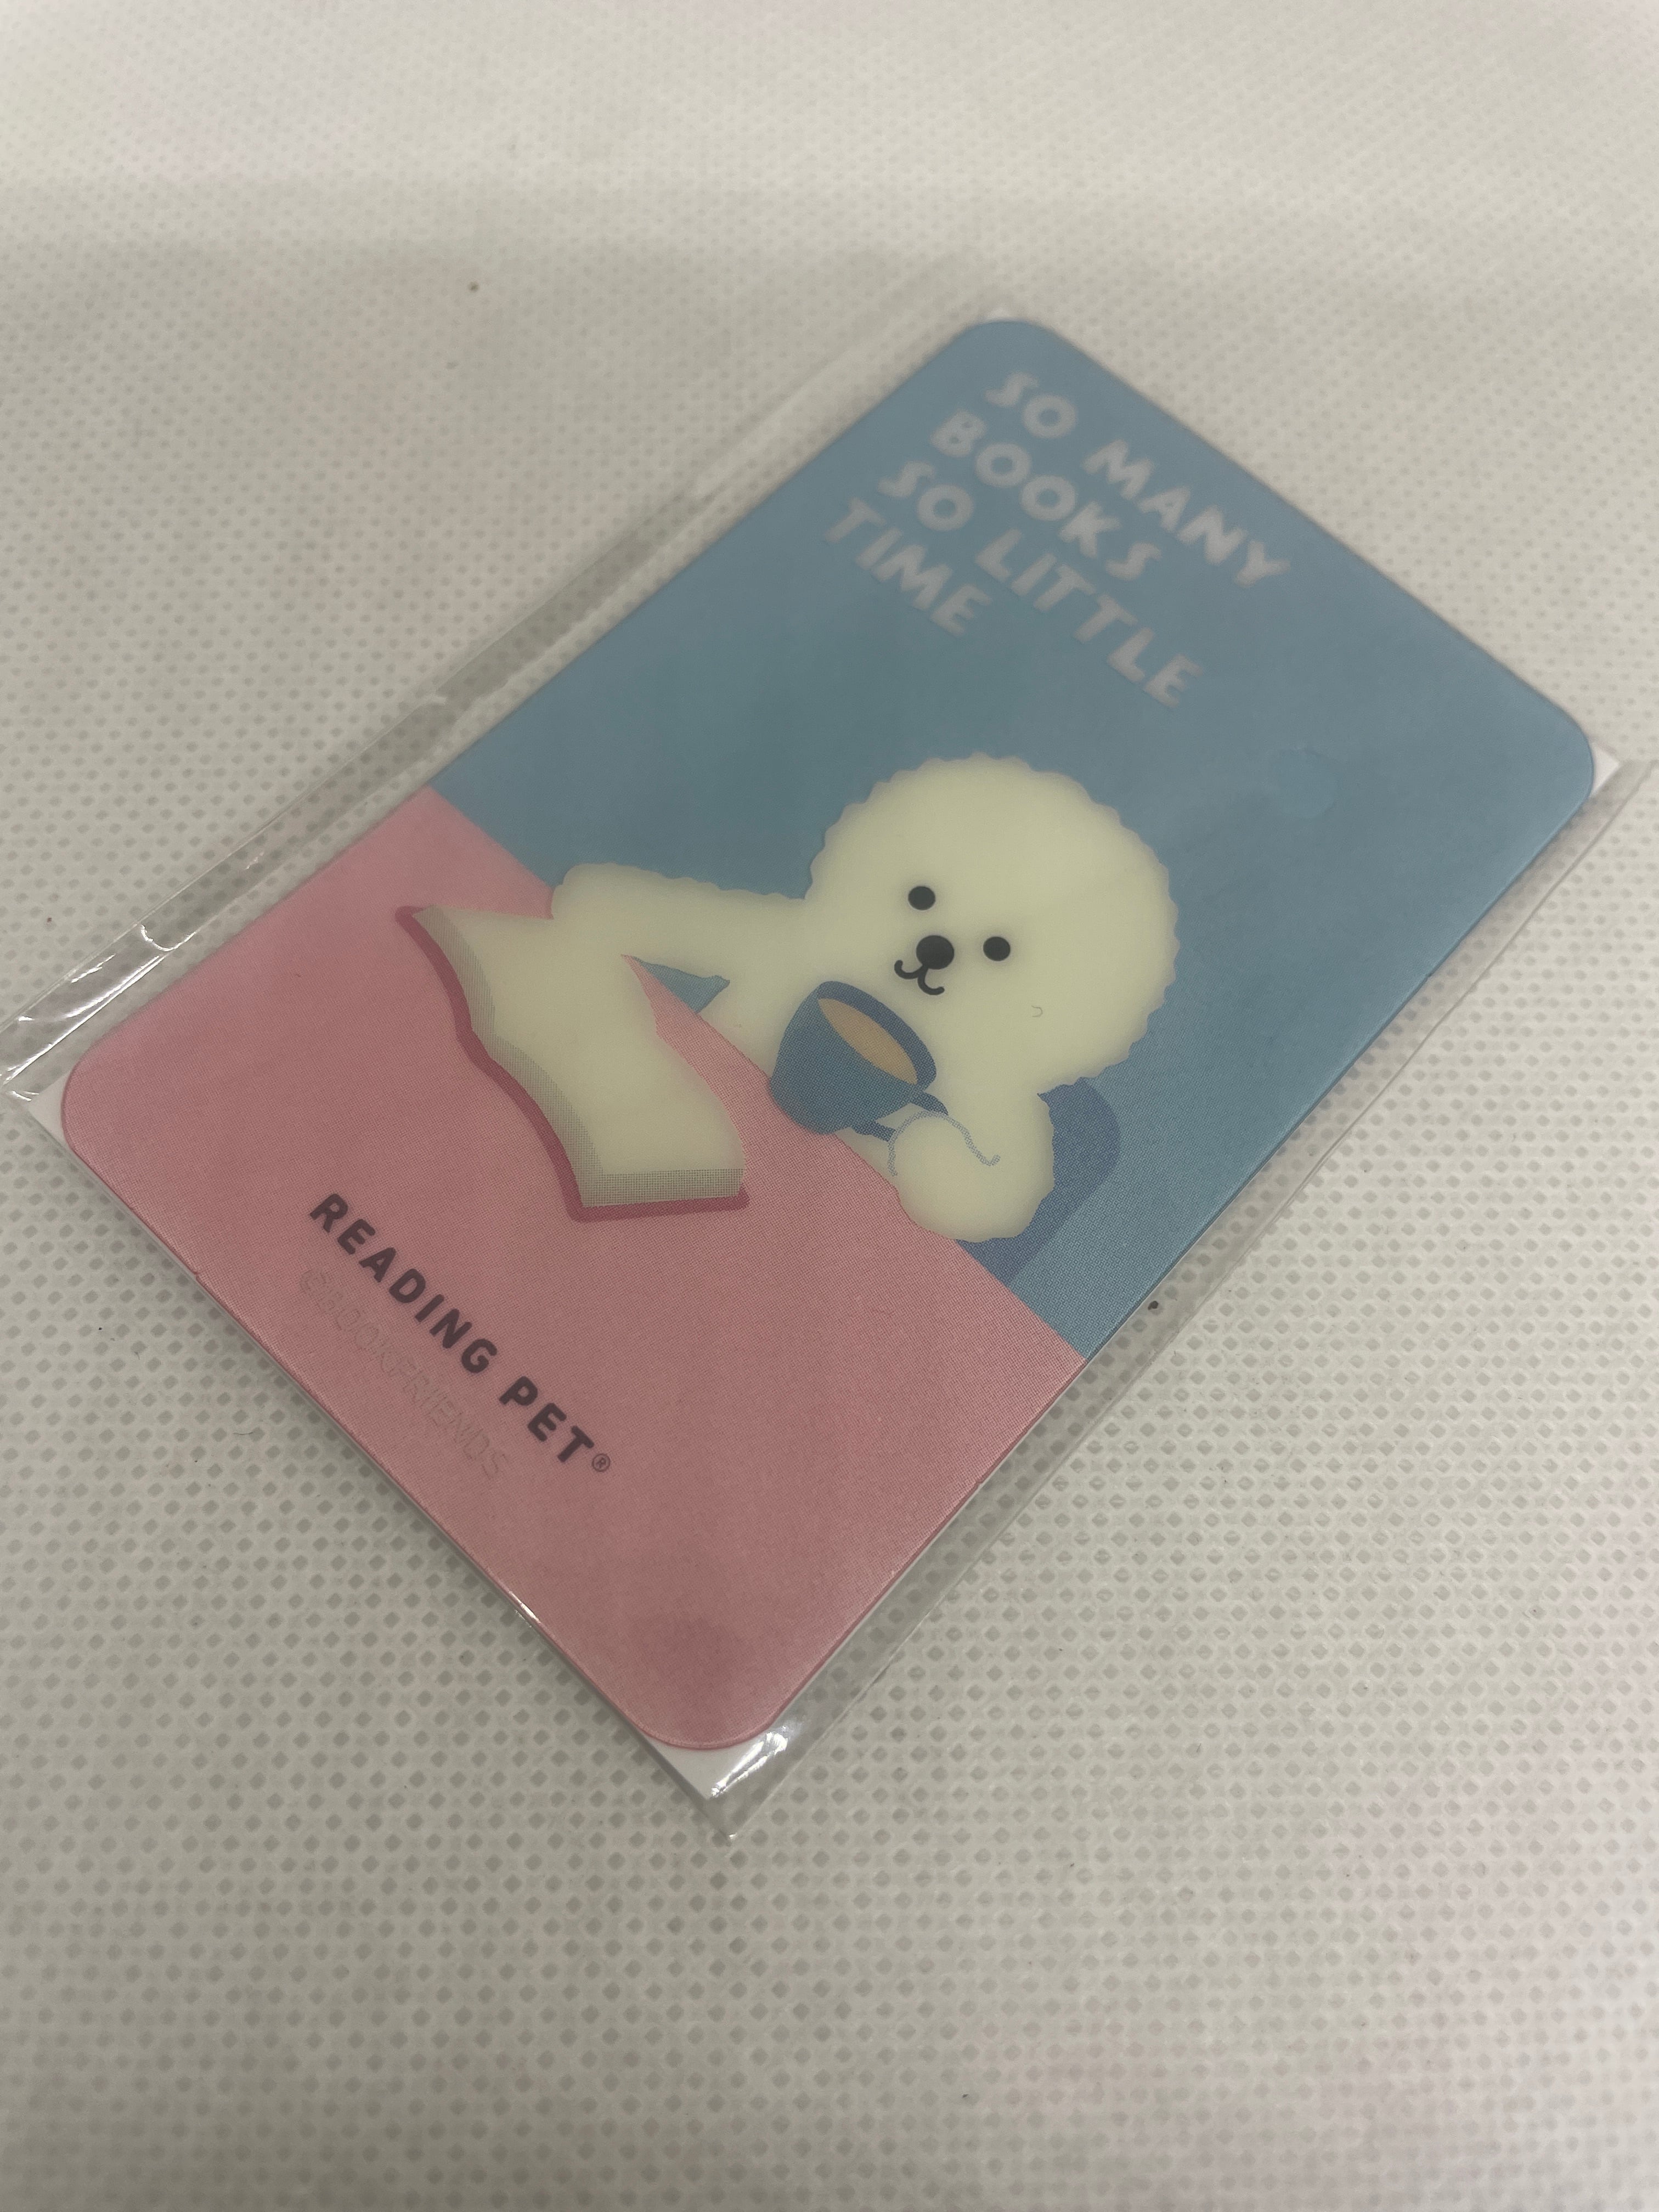 SO MANY
BOOKS
SO LITTLE
TIME
READING PET®
©BOOKFRIENDS